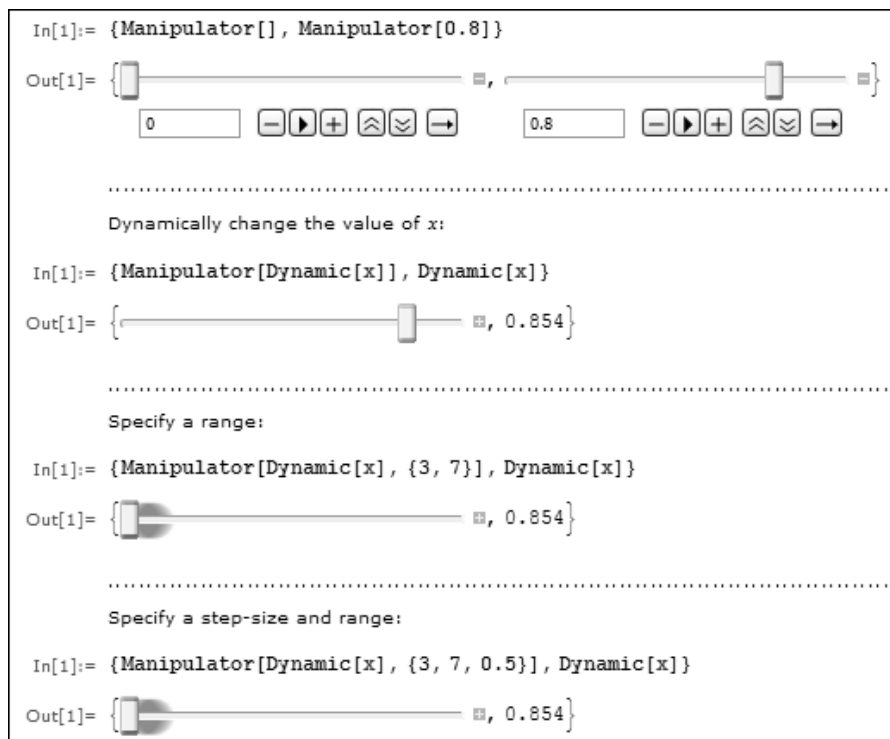 In[1]:= {Manipulator[], Manipulator[0.8]}
Out[1]= { , }
0 0.8
Dynamically change the value of x:
In[1]:= {Manipulator[Dynamic[x]], Dynamic[x]}
Out[1]= { , 0.854}
Specify a range:
In[1]:= {Manipulator[Dynamic[x], {3, 7}], Dynamic[x]}
Out[1]= { , 0.854}
Specify a step-size and range:
In[1]:= {Manipulator[Dynamic[x], {3, 7, 0.5}], Dynamic[x]}
Out[1]= { , 0.854}